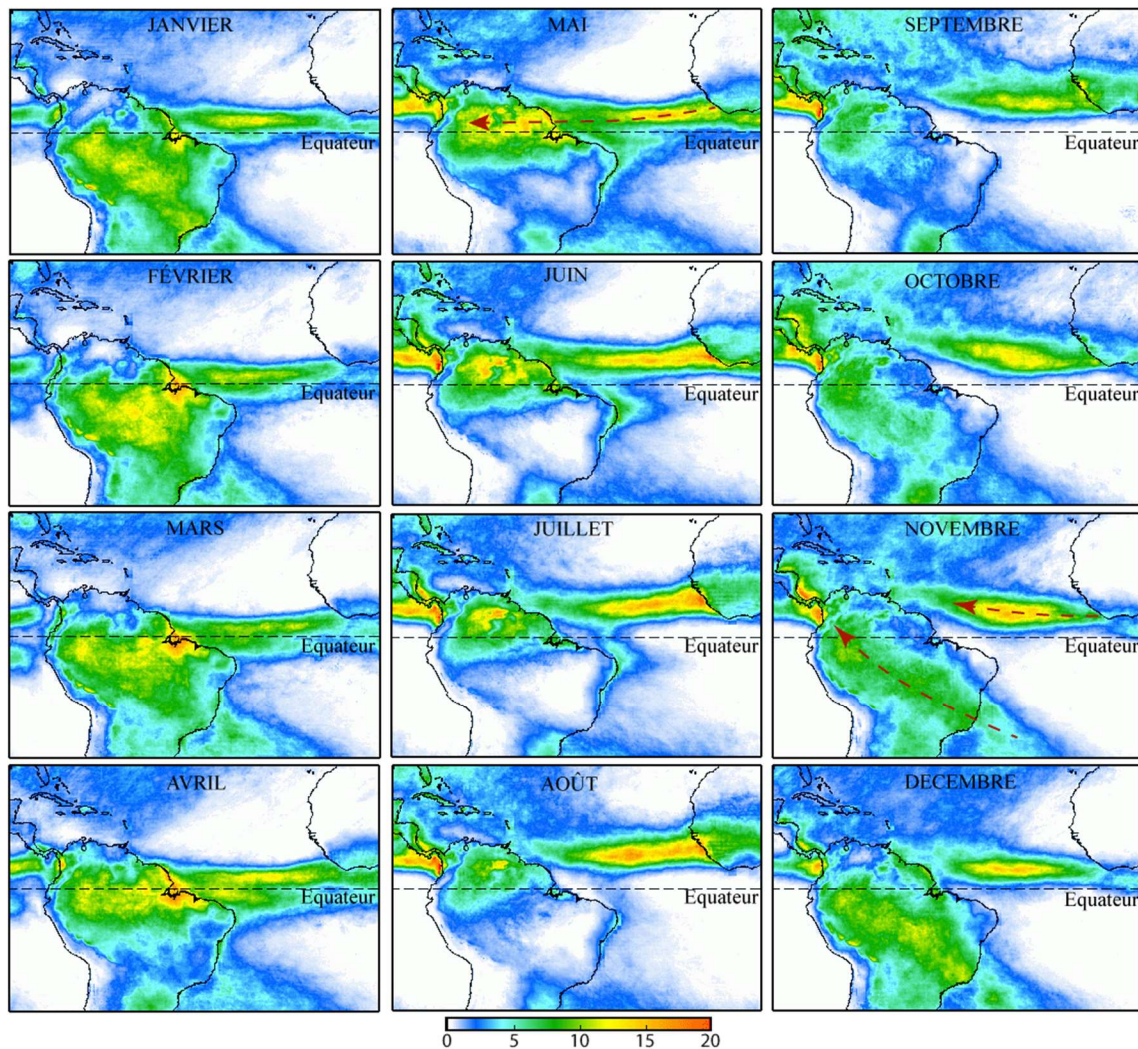 JANVIER
Equateur
MAI
Equateur
SEPTEMBRE
Equateur
FÉVRIER
Equateur
JUIN
Equateur
OCTOBRE
Equateur
MARS
Equateur
JUILLET
Equateur
NOVEMBRE
Equateur
AVRIL
Equateur
AOÛT
Equateur
DECEMBRE
Equateur
0 5 10 15 20